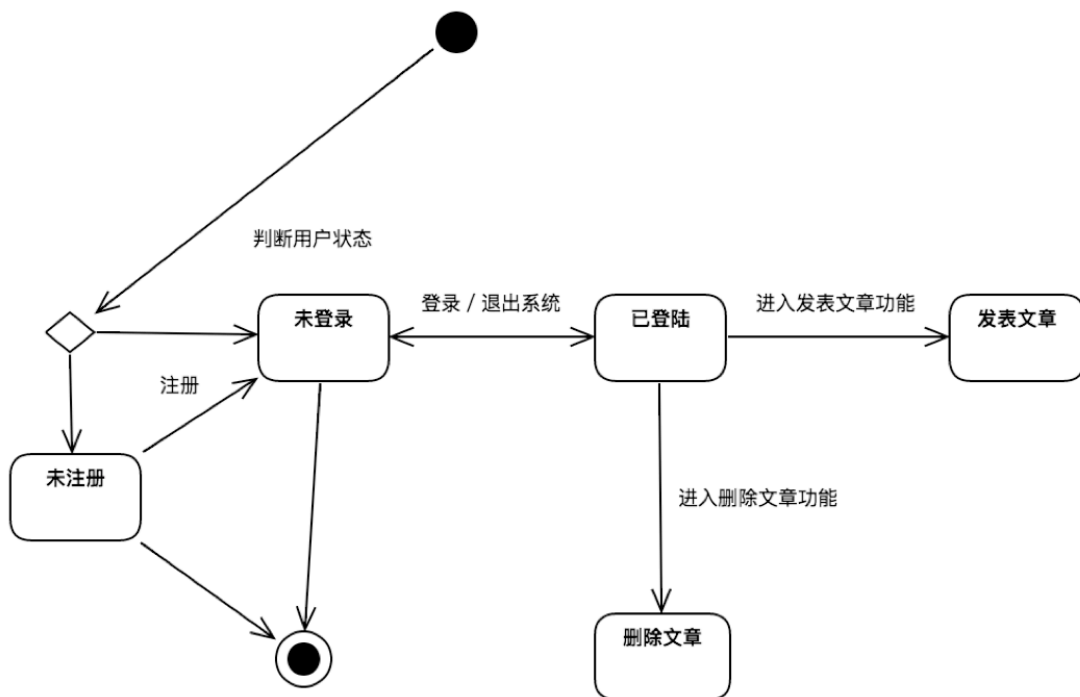 判断用户状态
未登录
登录 / 退出系统
已登陆
进入发表文章功能
发表文章
注册
未注册
进入删除文章功能
删除文章